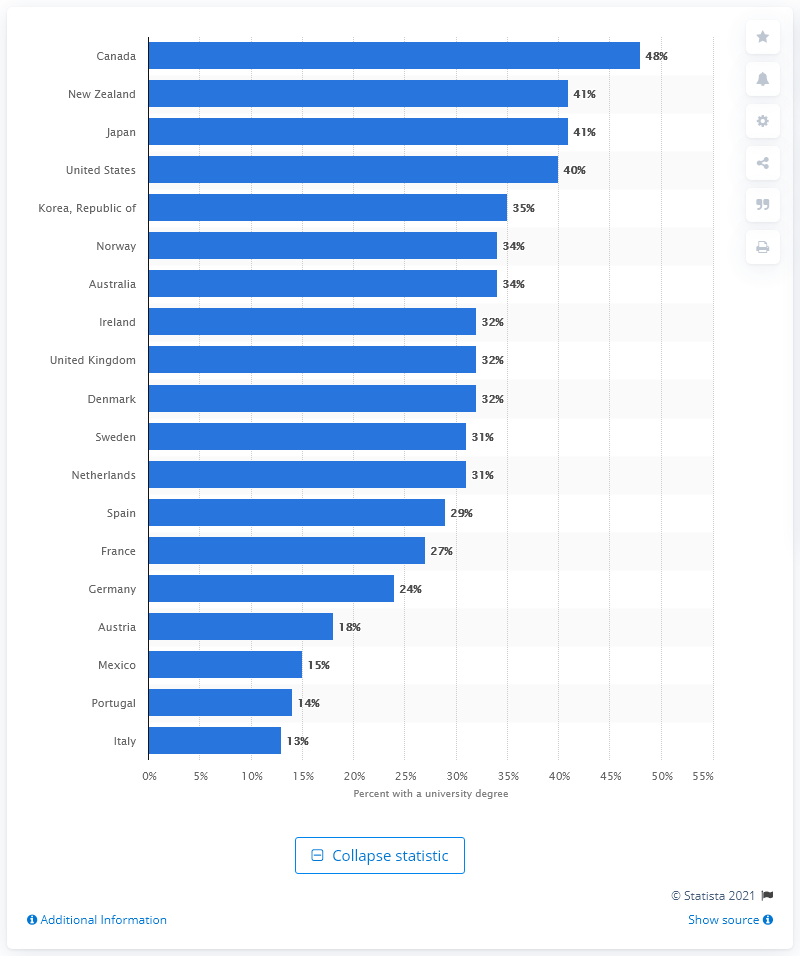 Canada 48%
New Zealand 41%
Japan 41%
United States 40%
Korea, Republic of 35%
Norway 34%
Australia 34%
Ireland 32%
United Kingdom 32%
Denmark 32%
Sweden 31%
Netherlands 31%
Spain 29%
France 27%
Germany 24%
Austria 18%
Mexico 15%
Portugal 14%
Italy 13%
0% 5% 10% 15% 20% 25% 30% 35% 40% 45% 50% 55%
Percent with a university degree
Collapse statistic
© Statista 2021
Additional Information Show source